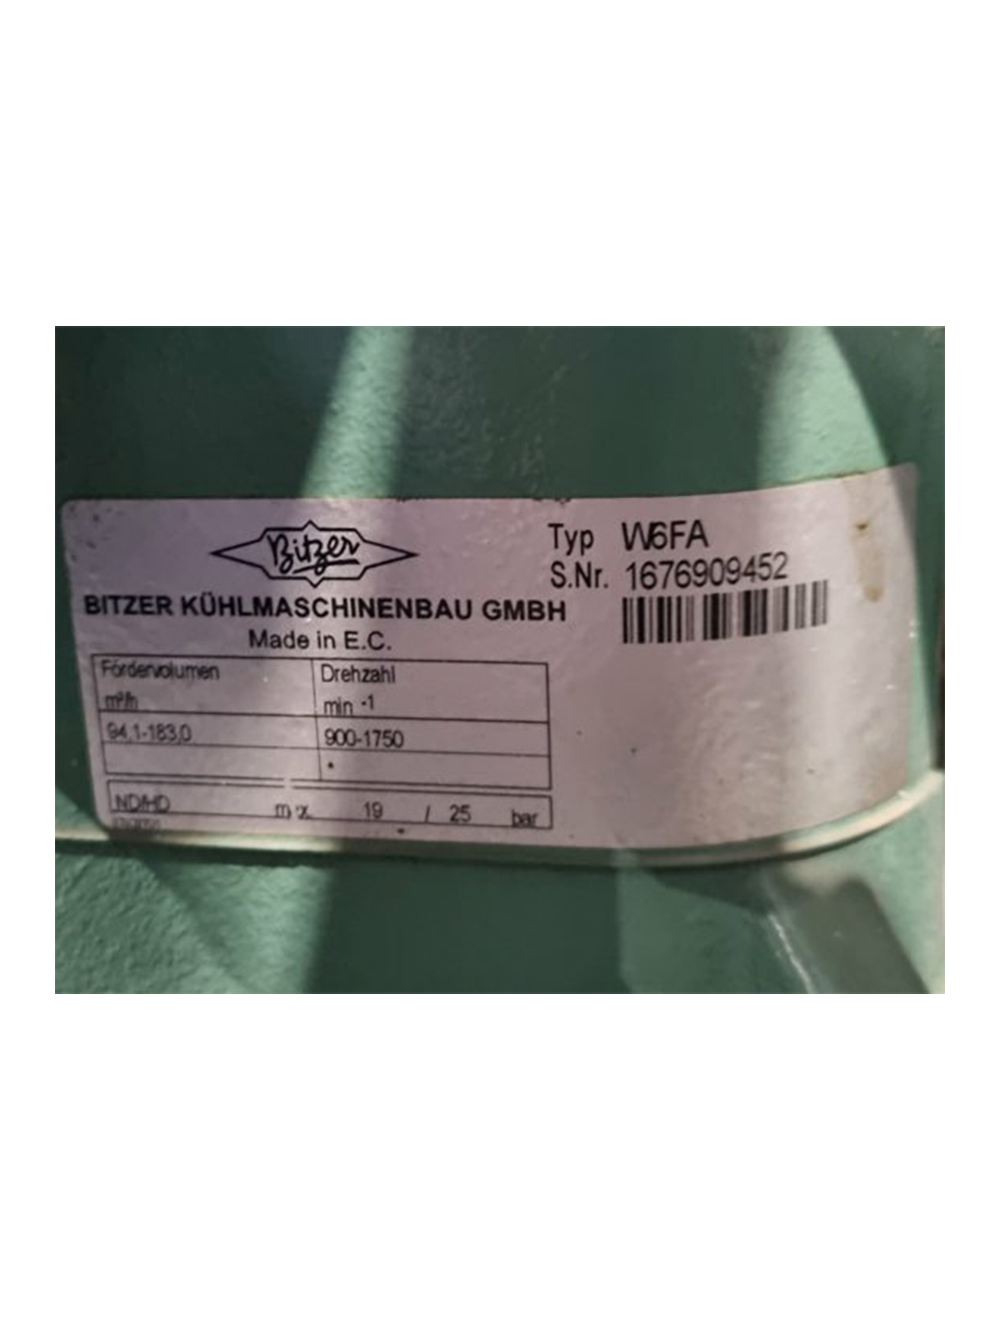 Bitzer
BITZER KÜHLMASCHINENBAU GMBH
Made in E.C.
Typ W6FA
S.Nr. 1676909452
Fördervolumen Drehzahl
m³/h min -1
94,1-183,0 900-1750
ND/HD 19 / 25 bar